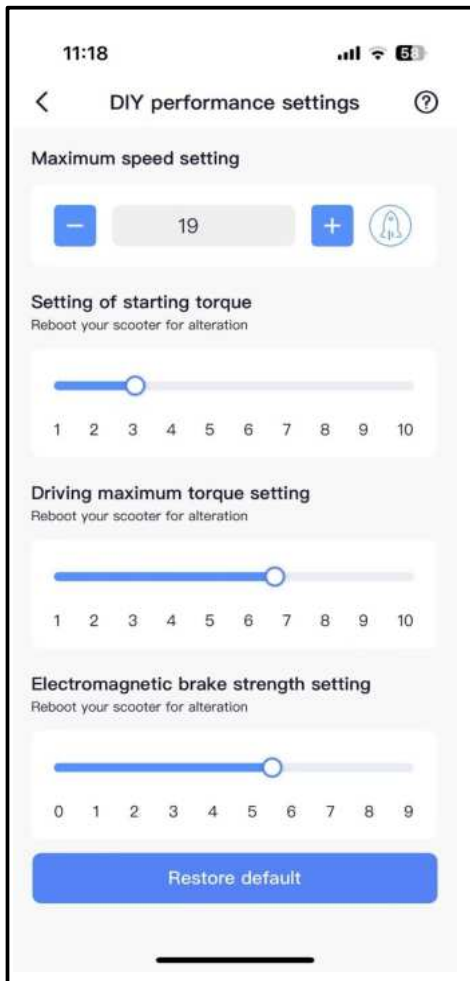 11:18
58
DIY performance settings
Maximum speed setting
19
Setting of starting torque
Reboot your scooter for alteration
1 2 3 4 5 6 7 8 9 10
Driving maximum torque setting
Reboot your scooter for alteration
1 2 3 4 5 6 7 8 9 10
Electromagnetic brake strength setting
Reboot your scooter for alteration
0 1 2 3 4 5 6 7 8 9
Restore default